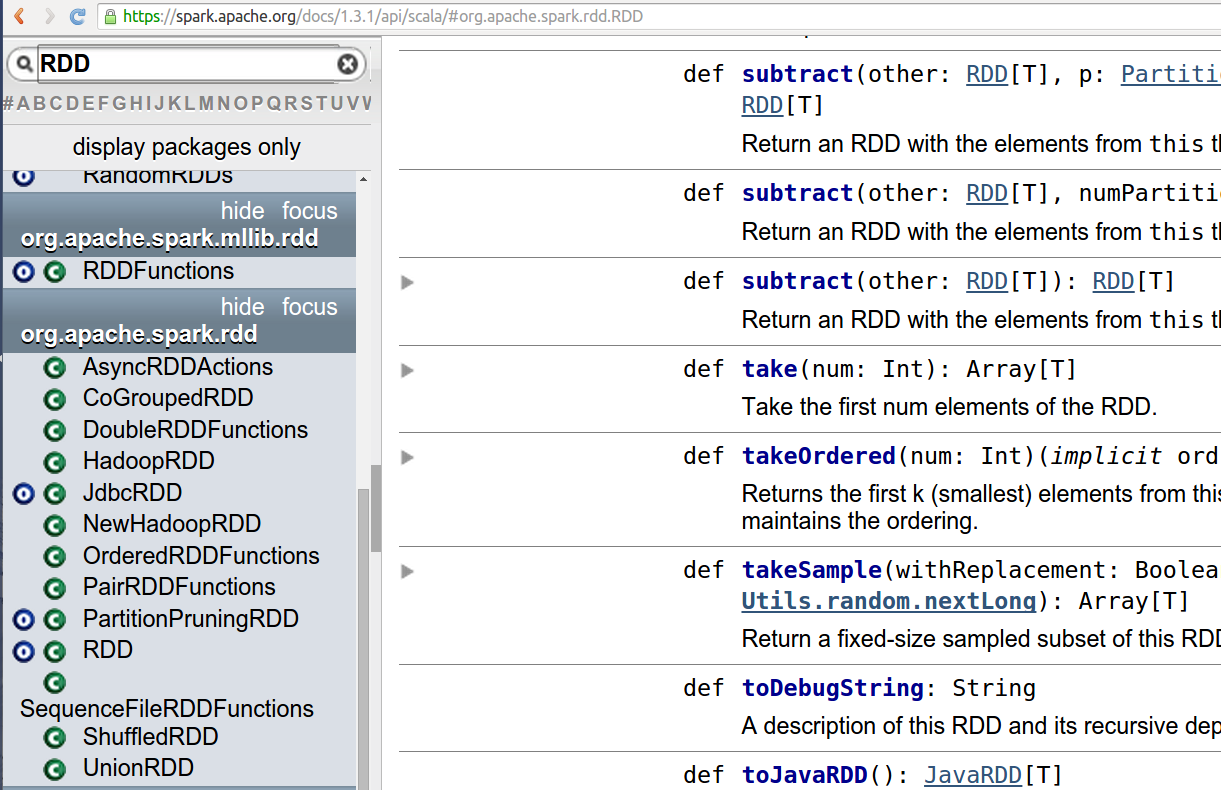 https://spark.apache.org/docs/1.3.1/api/scala/#org.apache.spark.rdd.RDD
RDD
#ABCDEFGHIJKLMNOPQRSTUVW
display packages only
RandomRDDs
hide focus
org.apache.spark.mllib.rdd
RDDFunctions
hide focus
org.apache.spark.rdd
AsyncRDDActions
CoGroupedRDD
DoubleRDDFunctions
HadoopRDD
JdbcRDD
NewHadoopRDD
OrderedRDDFunctions
PairRDDFunctions
PartitionPruningRDD
RDD
SequenceFileRDDFunctions
ShuffledRDD
UnionRDD
def subtract(other: RDD[T], p: Partiti
RDD[T]
Return an RDD with the elements from this t
def subtract(other: RDD[T], numPartiti
Return an RDD with the elements from this t
def subtract(other: RDD[T]): RDD[T]
Return an RDD with the elements from this t
def take(num: Int): Array[T]
Take the first num elements of the RDD.
def takeOrdered(num: Int)(implicit ord
Returns the first k (smallest) elements from this
maintains the ordering.
def takeSample(withReplacement: Boolea
Utils.random.nextLong): Array[T]
Return a fixed-size sampled subset of this RDD
def toDebugString: String
A description of this RDD and its recursive dep
def toJavaRDD(): JavaRDD[T]